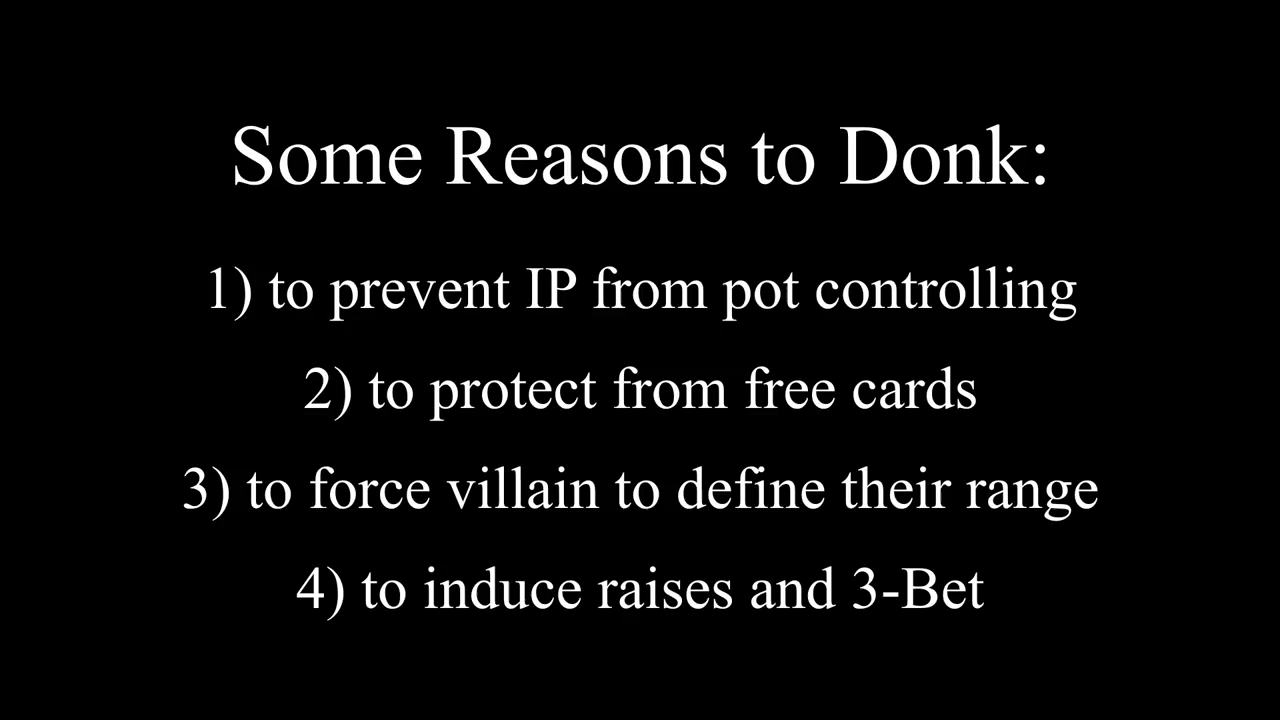 Some Reasons to Donk:
1) to prevent IP from pot controlling
2) to protect from free cards
3) to force villain to define their range
4) to induce raises and 3-Bet